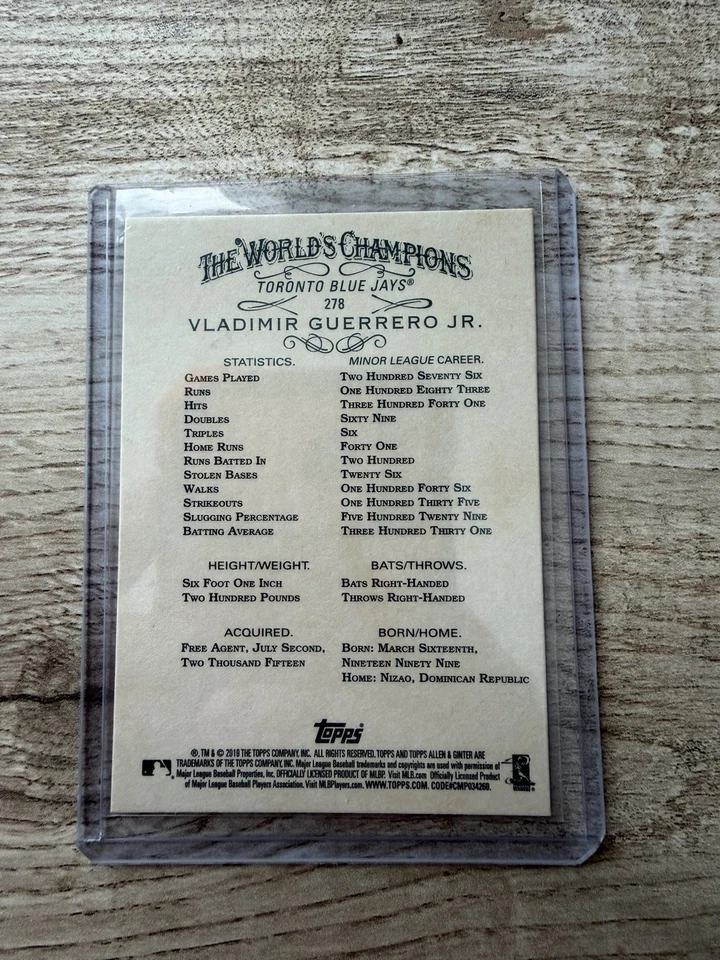 THE WORLD'S CHAMPIONS
TORONTO BLUE JAYS®
278
VLADIMIR GUERRERO JR.
STATISTICS. MINOR LEAGUE CAREER.
GAMES PLAYED TWO HUNDRED SEVENTY SIX
RUNS ONE HUNDRED EIGHTY THREE
HITS THREE HUNDRED FORTY ONE
DOUBLES SIXTY NINE
TRIPLES SIX
HOME RUNS FORTY ONE
RUNS BATTED IN TWO HUNDRED
STOLEN BASES TWENTY SIX
WALKS ONE HUNDRED FORTY SIX
STRIKEOUTS ONE HUNDRED THIRTY FIVE
SLUGGING PERCENTAGE FIVE HUNDRED TWENTY NINE
BATTING AVERAGE THREE HUNDRED THIRTY ONE
HEIGHT/WEIGHT. BATS/THROWS.
SIX FOOT ONE INCH BATS RIGHT-HANDED
TWO HUNDRED POUNDS THROWS RIGHT-HANDED
ACQUIRED. BORN/HOME.
FREE AGENT, JULY SECOND, BORN: MARCH SIXTEENTH,
TWO THOUSAND FIFTEEN NINETEEN NINETY NINE
HOME: NIZAO, DOMINICAN REPUBLIC
Topps®
®, TM & © 2019 THE TOPPS COMPANY, INC. ALL RIGHTS RESERVED. TOPPS AND TOPPS ALLEN & GINTER ARE
TRADEMARKS OF THE TOPPS COMPANY, INC. Major League Baseball trademarks and copyrights are used with permission of
Major League Baseball Properties, Inc. OFFICIALLY LICENSED PRODUCT OF MLBP. Visit MLB.com Officially Licensed Product
of Major League Baseball Players Association. Visit MLBPlayers.com. WWW.TOPPS.COM. CODE#CMP034260.